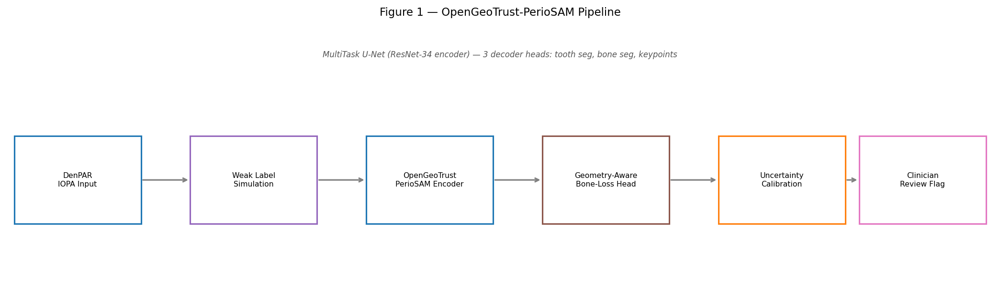 Figure 1 — OpenGeoTrust-PerioSAM Pipeline
MultiTask U-Net (ResNet-34 encoder) — 3 decoder heads: tooth seg, bone seg, keypoints
DenPAR
IOPA Input
Weak Label
Simulation
OpenGeoTrust
PerioSAM Encoder
Geometry-Aware
Bone-Loss Head
Uncertainty
Calibration
Clinician
Review Flag